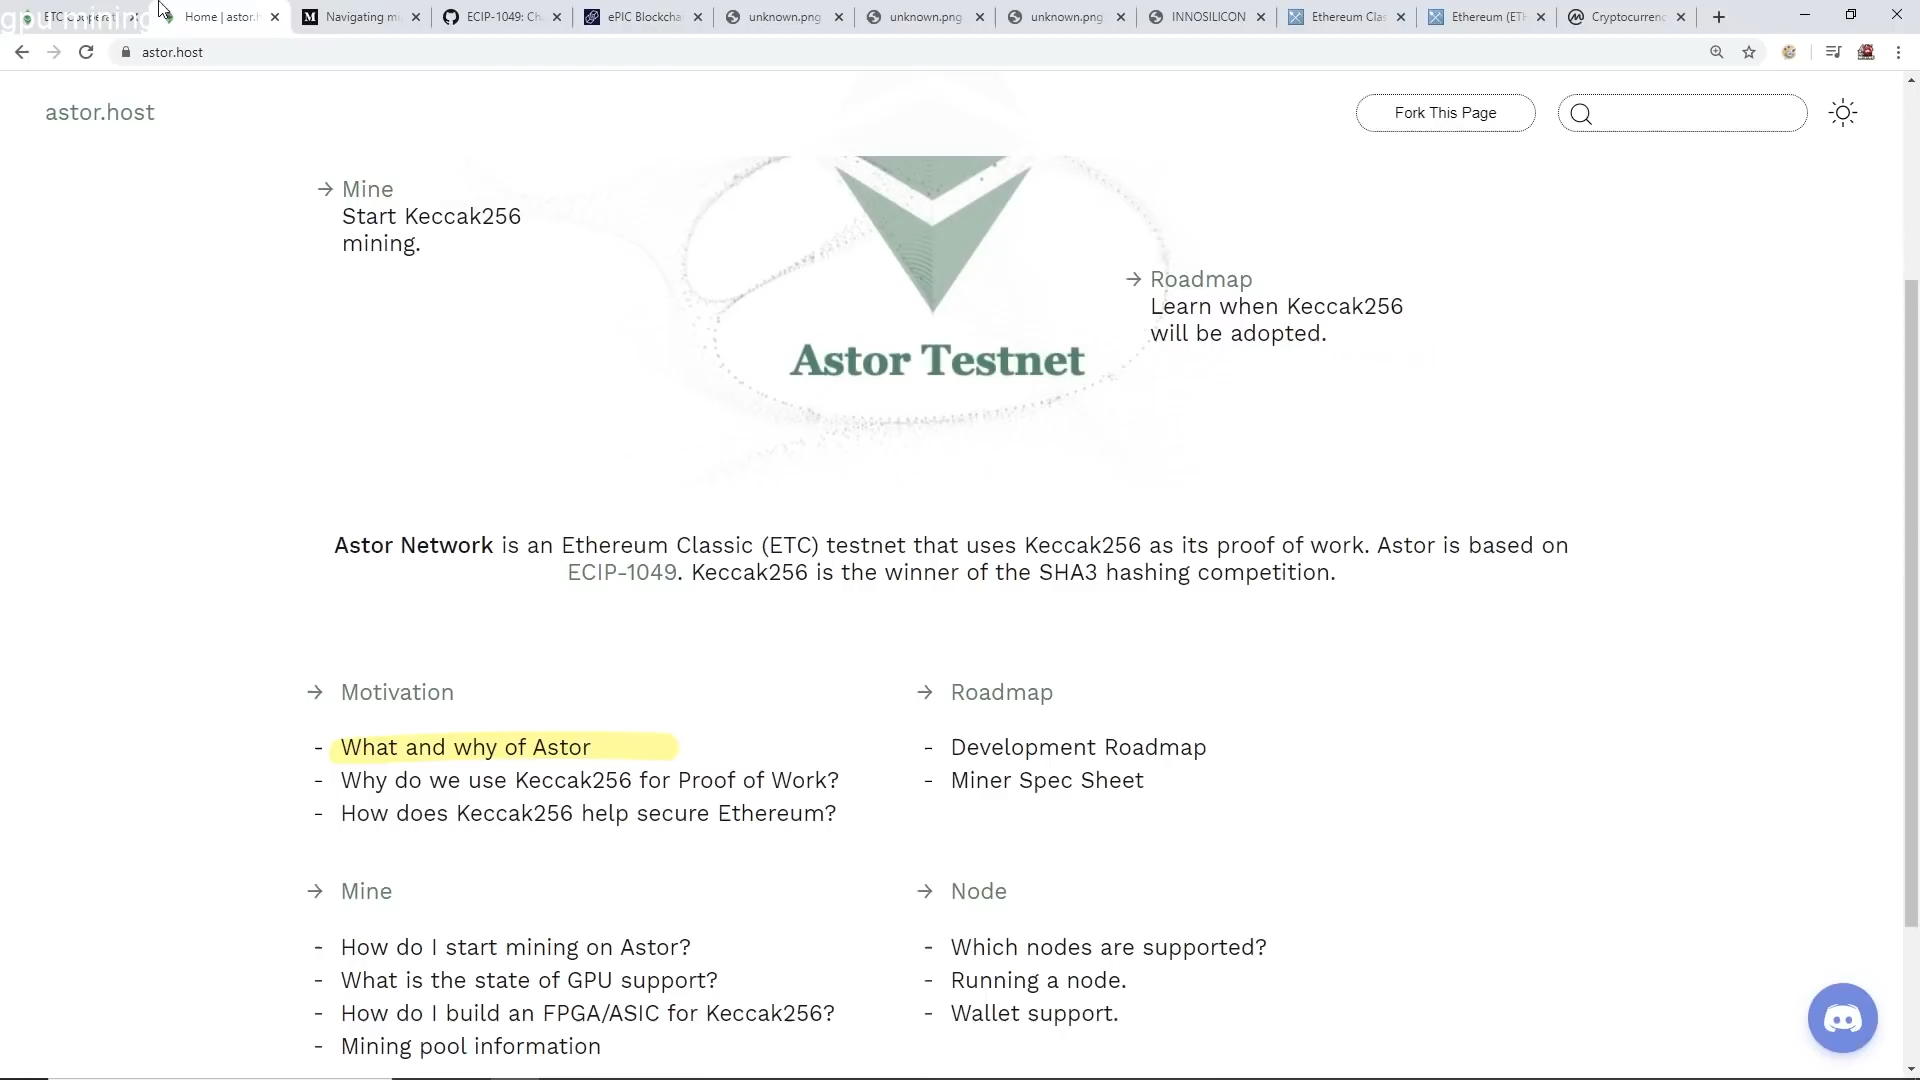 gpu mining
ETC Cooperat
Home | astor.h
Navigating mi
ECIP-1049: Ch
ePIC Blockcha
unknown.png
unknown.png
unknown.png
INNOSILICON
Ethereum Clas
Ethereum (ETH
Cryptocurrenc
astor.host
astor.host
Fork This Page
→ Mine
Start Keccak256
mining.
→ Roadmap
Learn when Keccak256
will be adopted.
Astor Testnet
Astor Network is an Ethereum Classic (ETC) testnet that uses Keccak256 as its proof of work. Astor is based on
ECIP-1049. Keccak256 is the winner of the SHA3 hashing competition.
→ Motivation
- What and why of Astor
- Why do we use Keccak256 for Proof of Work?
- How does Keccak256 help secure Ethereum?
→ Roadmap
- Development Roadmap
- Miner Spec Sheet
→ Mine
- How do I start mining on Astor?
- What is the state of GPU support?
- How do I build an FPGA/ASIC for Keccak256?
- Mining pool information
→ Node
- Which nodes are supported?
- Running a node.
- Wallet support.